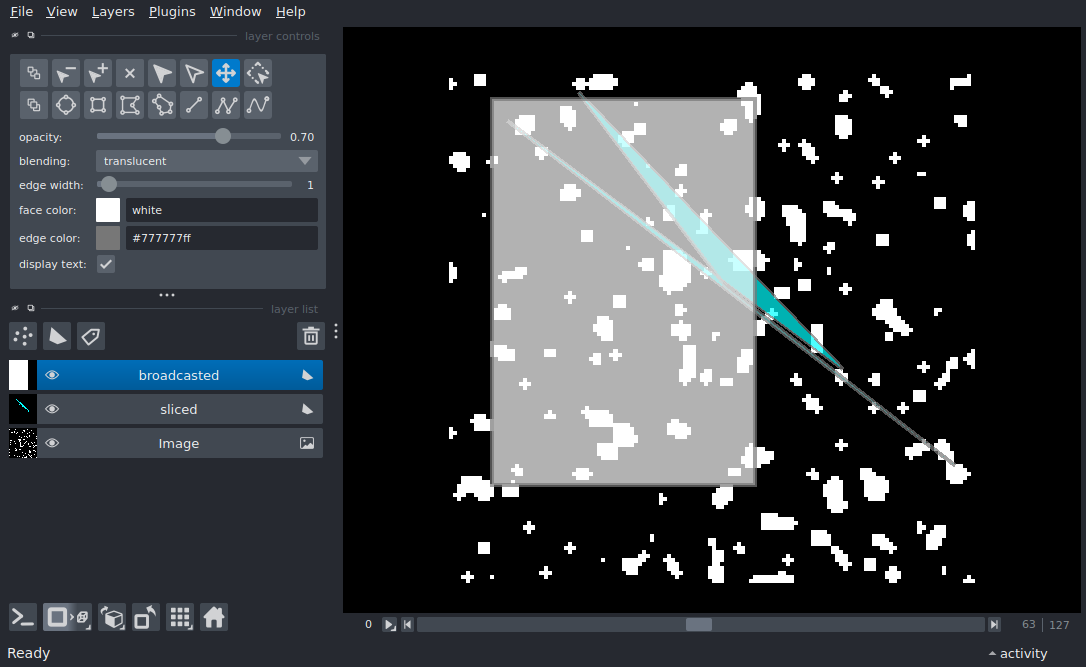 File View Layers Plugins Window Help
layer controls
opacity: 0.70
blending: translucent
edge width: 1
face color: white
edge color: #777777ff
display text:
layer list
broadcasted
sliced
Image
0 63 127
Ready activity